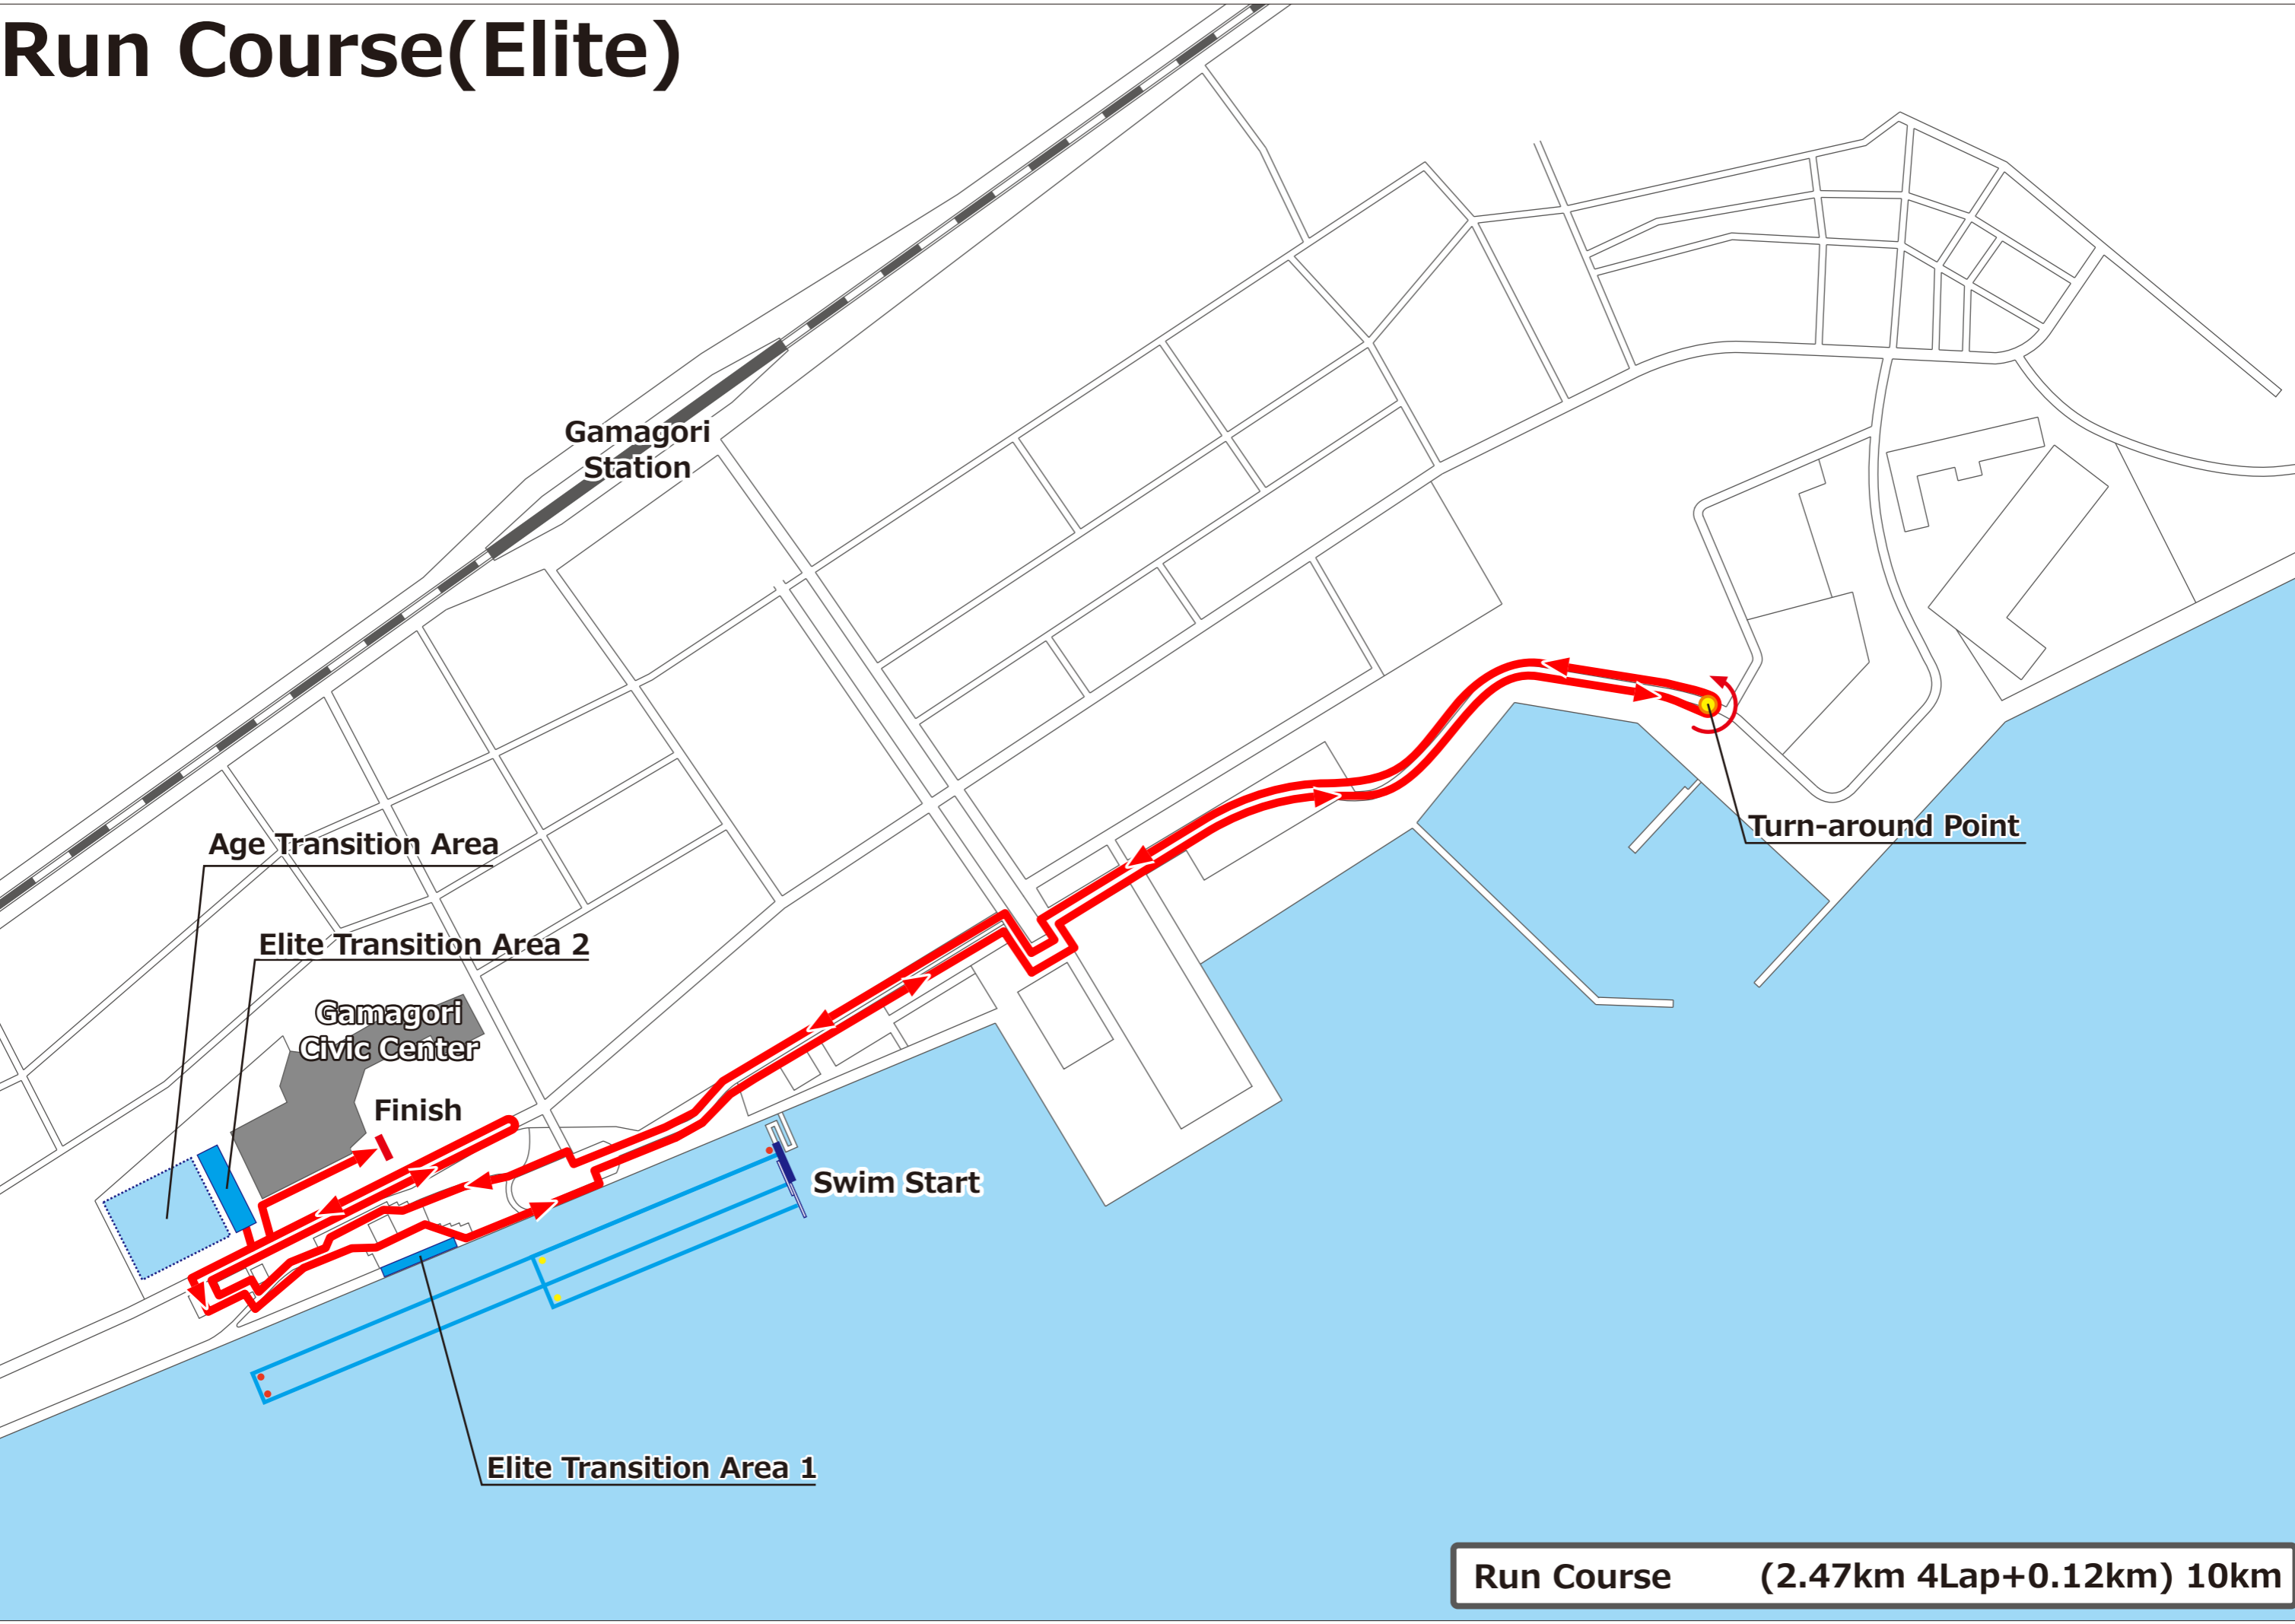 Run Course(Elite)
Gamagori
Station
Age Transition Area
Turn-around Point
Elite Transition Area 2
Gamagori
Civic Center
Finish
Swim Start
Elite Transition Area 1
Run Course (2.47km 4Lap+0.12km) 10km